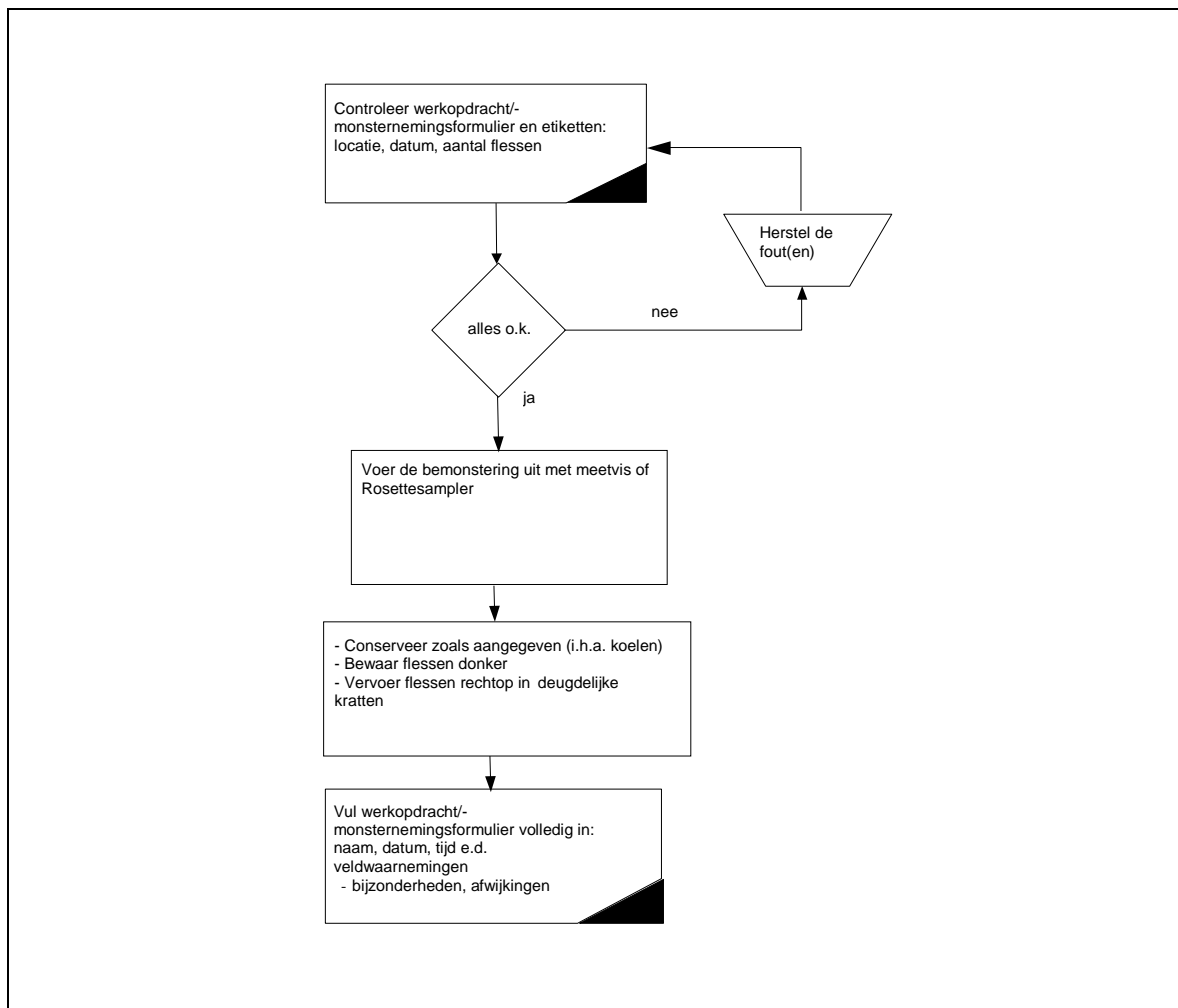 Controleer werkopdracht/-
monsternemingsformulier en etiketten:
locatie, datum, aantal flessen
Herstel de
fout(en)
nee
alles o.k.
ja
Voer de bemonstering uit met meetvis of
Rosettesampler
- Conserveer zoals aangegeven (i.h.a. koelen)
- Bewaar flessen donker
- Vervoer flessen rechtop in deugdelijke
kratten
Vul werkopdracht/-
monsternemingsformulier volledig in:
naam, datum, tijd e.d.
veldwaarnemingen
- bijzonderheden, afwijkingen